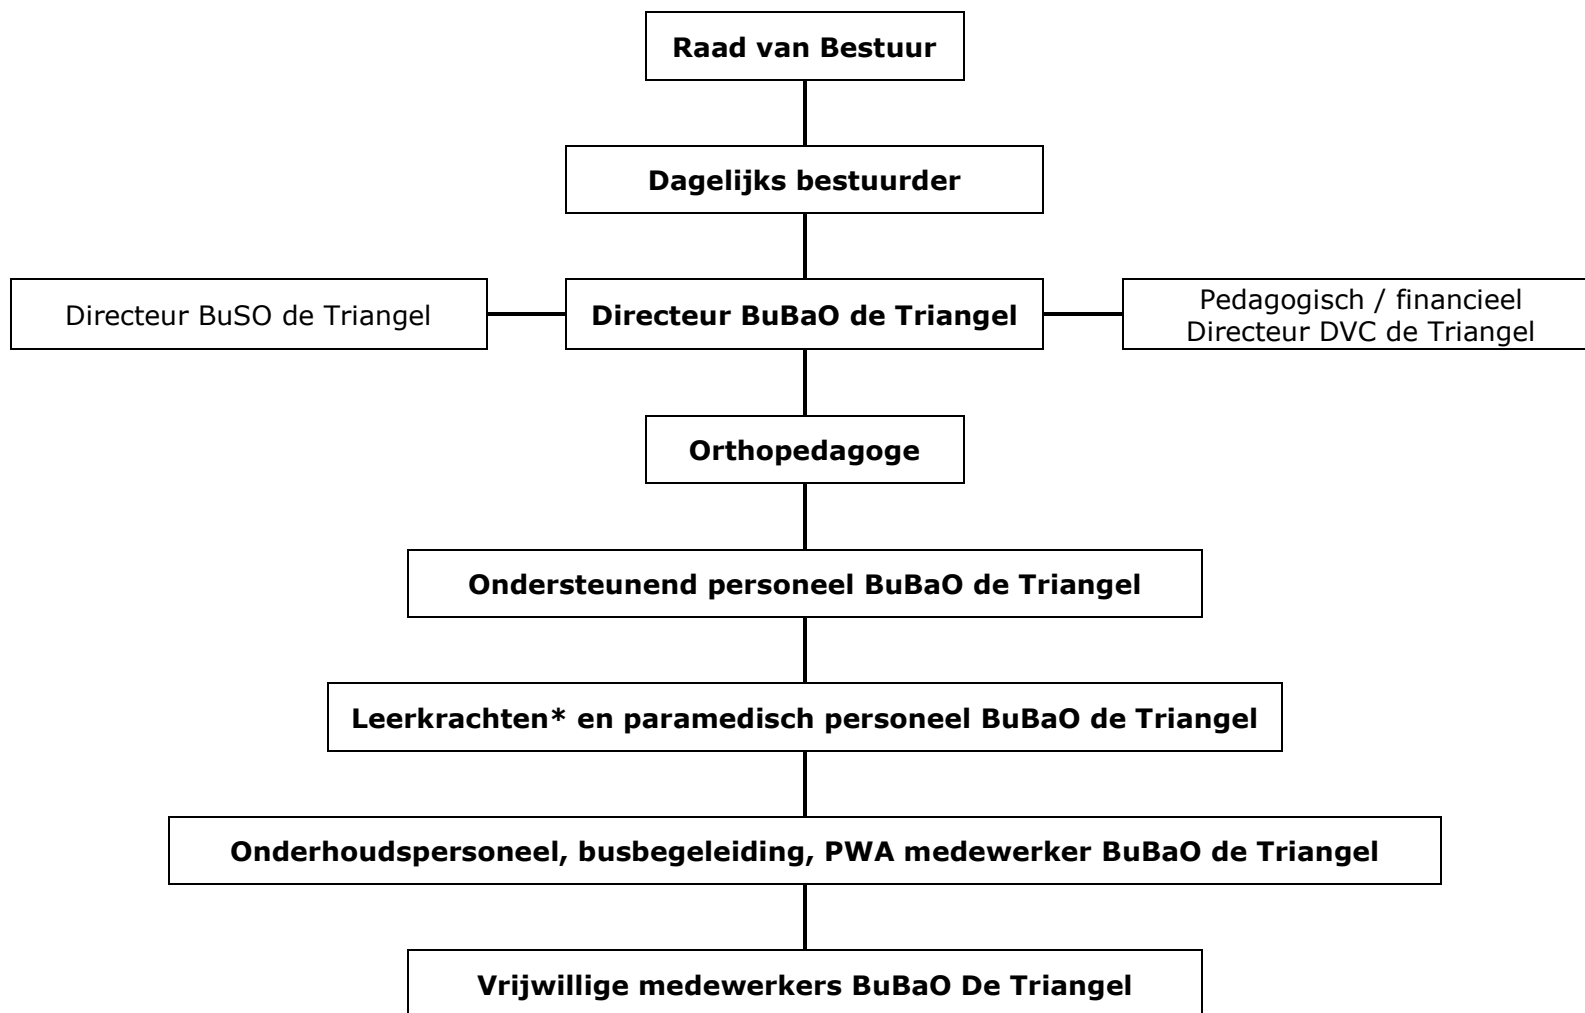 Raad van Bestuur
Dagelijks bestuurder
Directeur BuSO de Triangel
Directeur BuBaO de Triangel
Pedagogisch / financieel
Directeur DVC de Triangel
Orthopedagoge
Ondersteunend personeel BuBaO de Triangel
Leerkrachten* en paramedisch personeel BuBaO de Triangel
Onderhoudspersoneel, busbegeleiding, PWA medewerker BuBaO de Triangel
Vrijwillige medewerkers BuBaO De Triangel